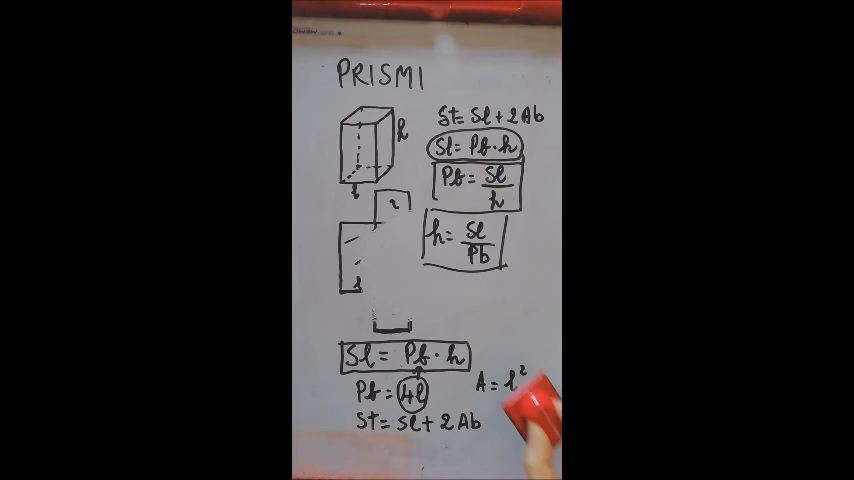 PRISMI
h
l
St = Sl + 2Ab
Sl = Pb · h
Pb = Sl / h
h = Sl / Pb
l
Sl = Pb · h
Pb = 4l
A = l²
St = Sl + 2Ab